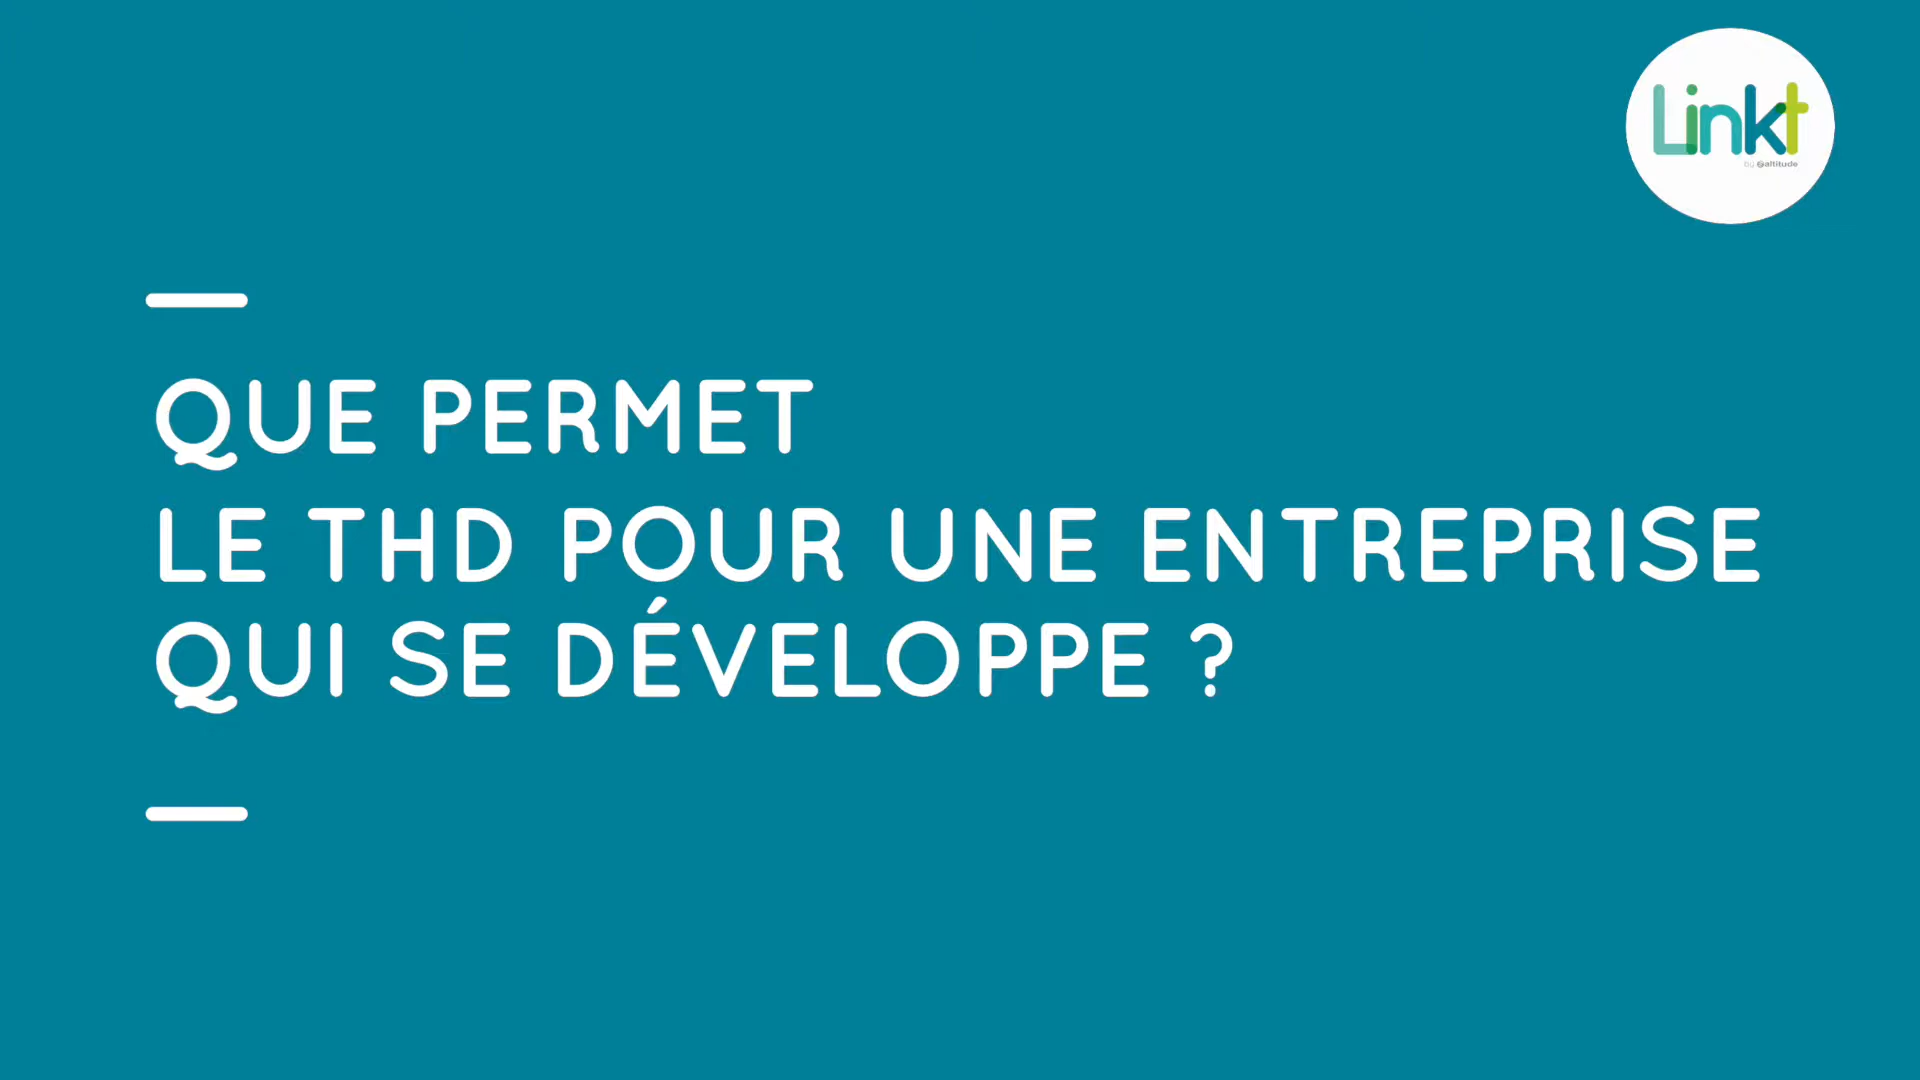 Linkt
by altitude
QUE PERMET
LE THD POUR UNE ENTREPRISE
QUI SE DÉVELOPPE ?